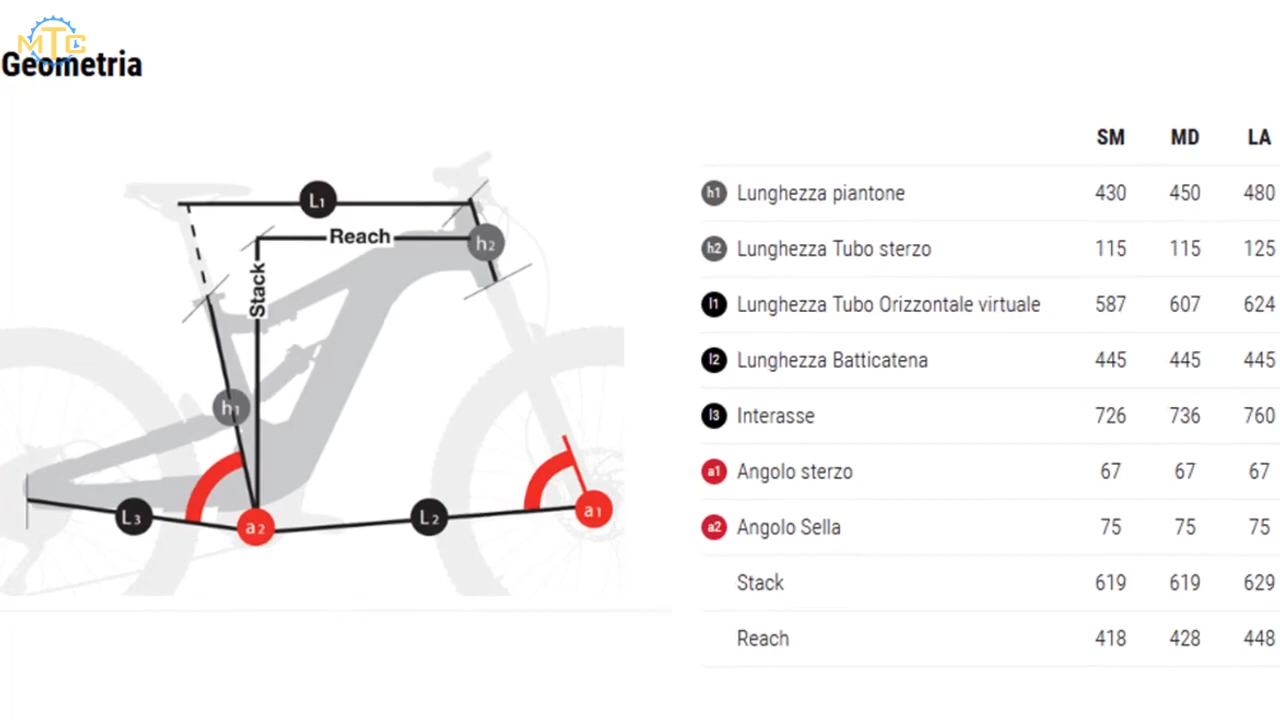 MTC
Geometria
SM MD LA
h1 Lunghezza piantone 430 450 480
h2 Lunghezza Tubo sterzo 115 115 125
l1 Lunghezza Tubo Orizzontale virtuale 587 607 624
l2 Lunghezza Batticatena 445 445 445
l3 Interasse 726 736 760
a1 Angolo sterzo 67 67 67
a2 Angolo Sella 75 75 75
Stack 619 619 629
Reach 418 428 448
L1
Reach
h2
Stack
h1
L3
a2
L2
a1